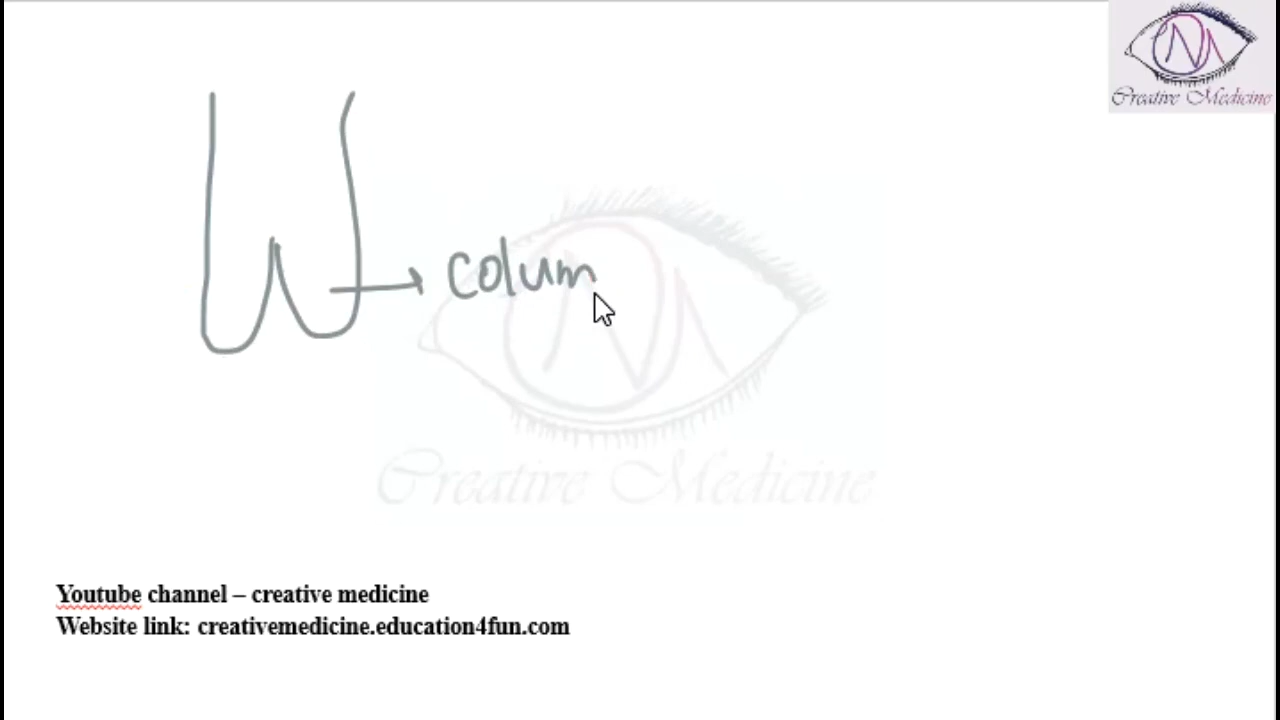 Creative Medicine
colum
Creative Medicine
Youtube channel – creative medicine
Website link: creativemedicine.education4fun.com